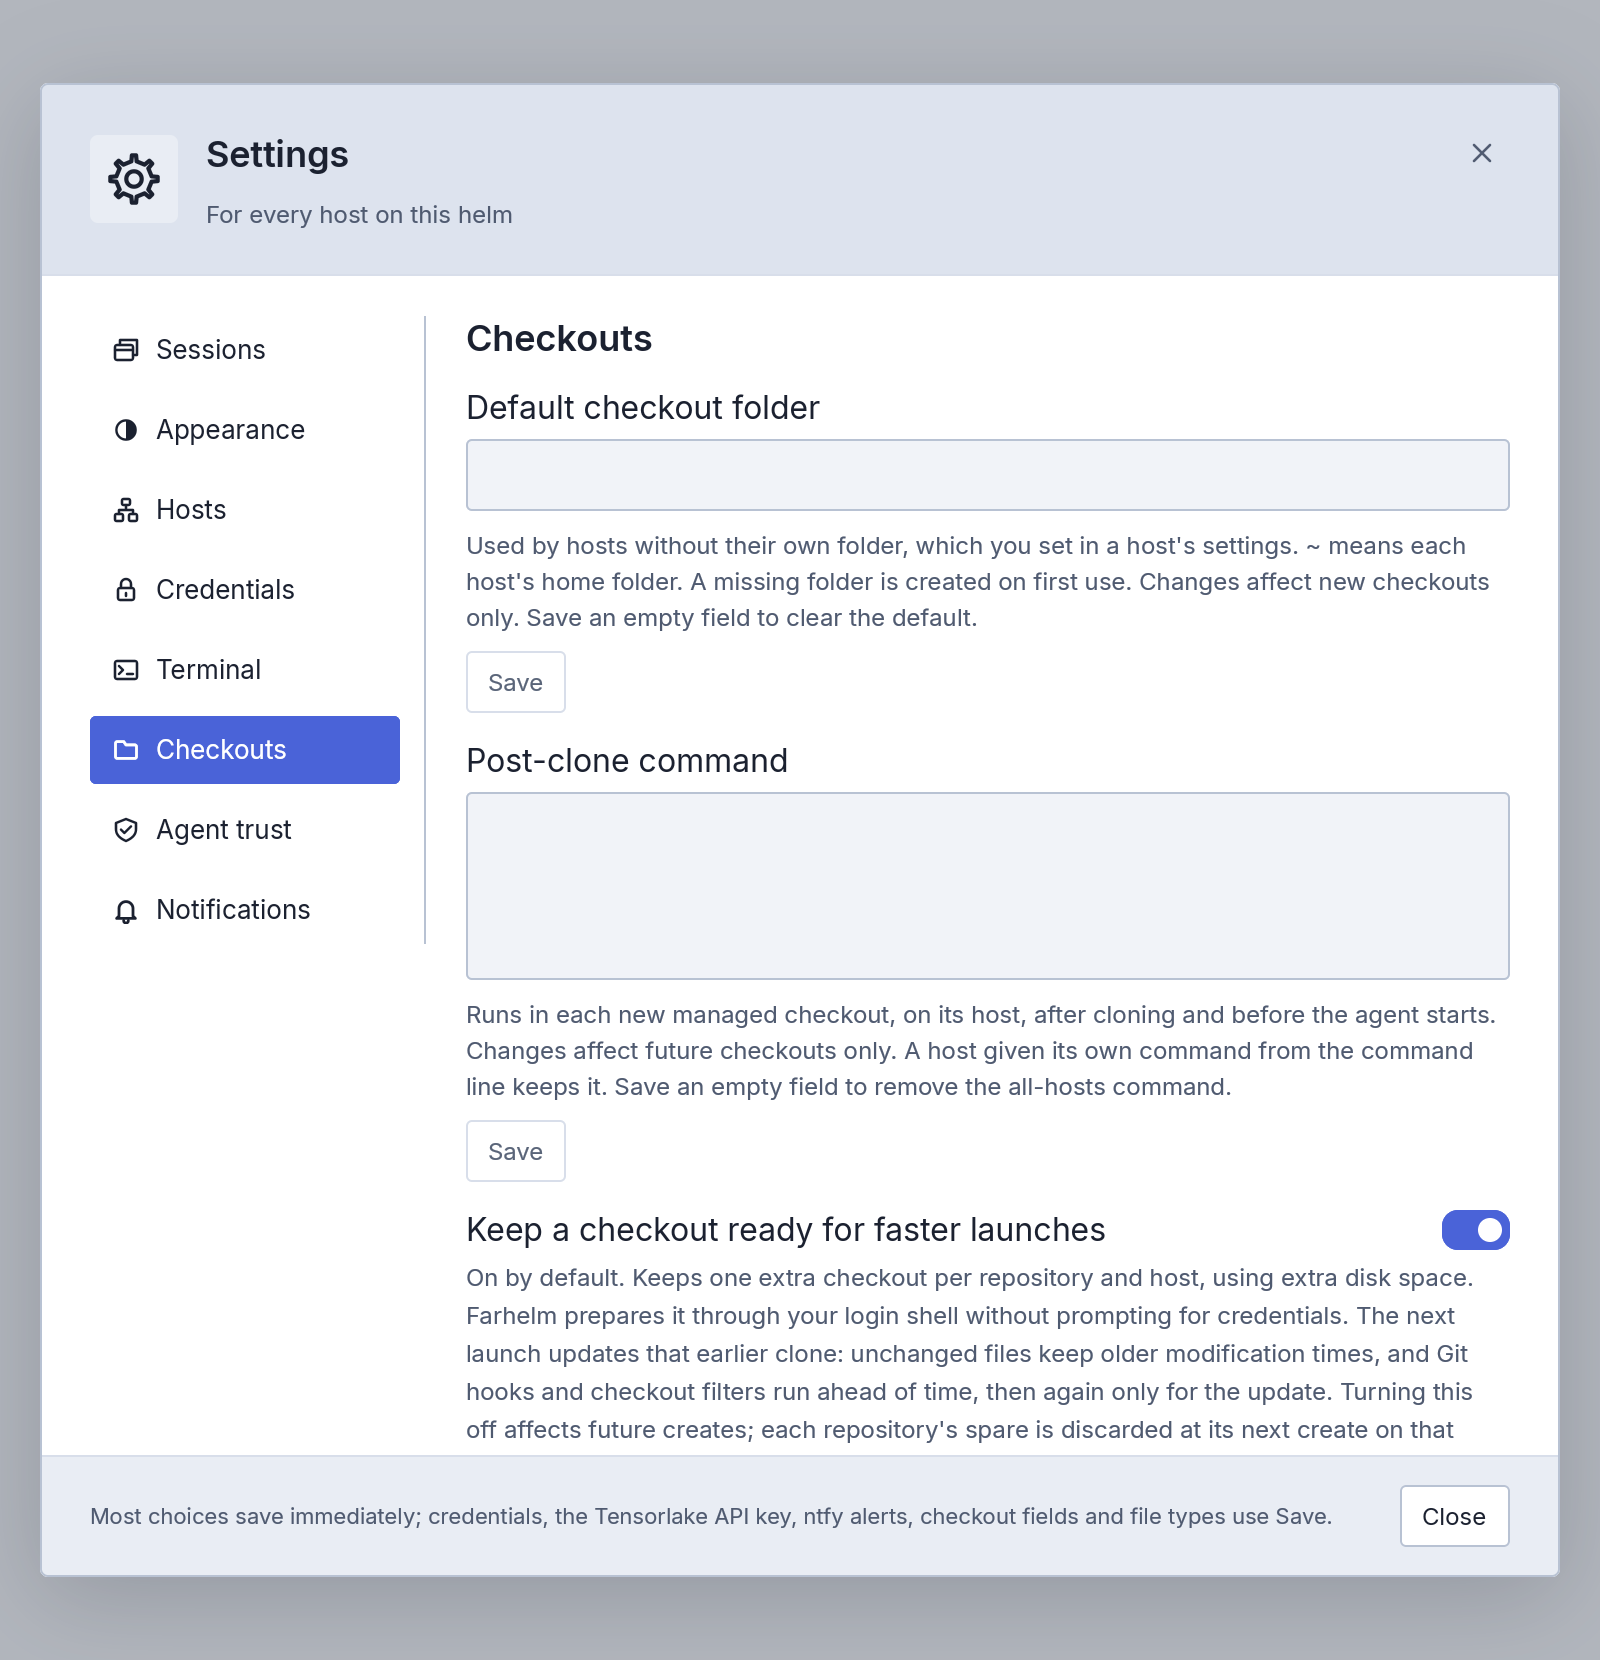 Settings
For every host on this helm
Sessions
Appearance
Hosts
Credentials
Terminal
Checkouts
Agent trust
Notifications
Checkouts
Default checkout folder
Used by hosts without their own folder, which you set in a host's settings. ~ means each
host's home folder. A missing folder is created on first use. Changes affect new checkouts
only. Save an empty field to clear the default.
Save
Post-clone command
Runs in each new managed checkout, on its host, after cloning and before the agent starts.
Changes affect future checkouts only. A host given its own command from the command
line keeps it. Save an empty field to remove the all-hosts command.
Save
Keep a checkout ready for faster launches
On by default. Keeps one extra checkout per repository and host, using extra disk space.
Farhelm prepares it through your login shell without prompting for credentials. The next
launch updates that earlier clone: unchanged files keep older modification times, and Git
hooks and checkout filters run ahead of time, then again only for the update. Turning this
off affects future creates; each repository's spare is discarded at its next create on that
Most choices save immediately; credentials, the Tensorlake API key, ntfy alerts, checkout fields and file types use Save.
Close